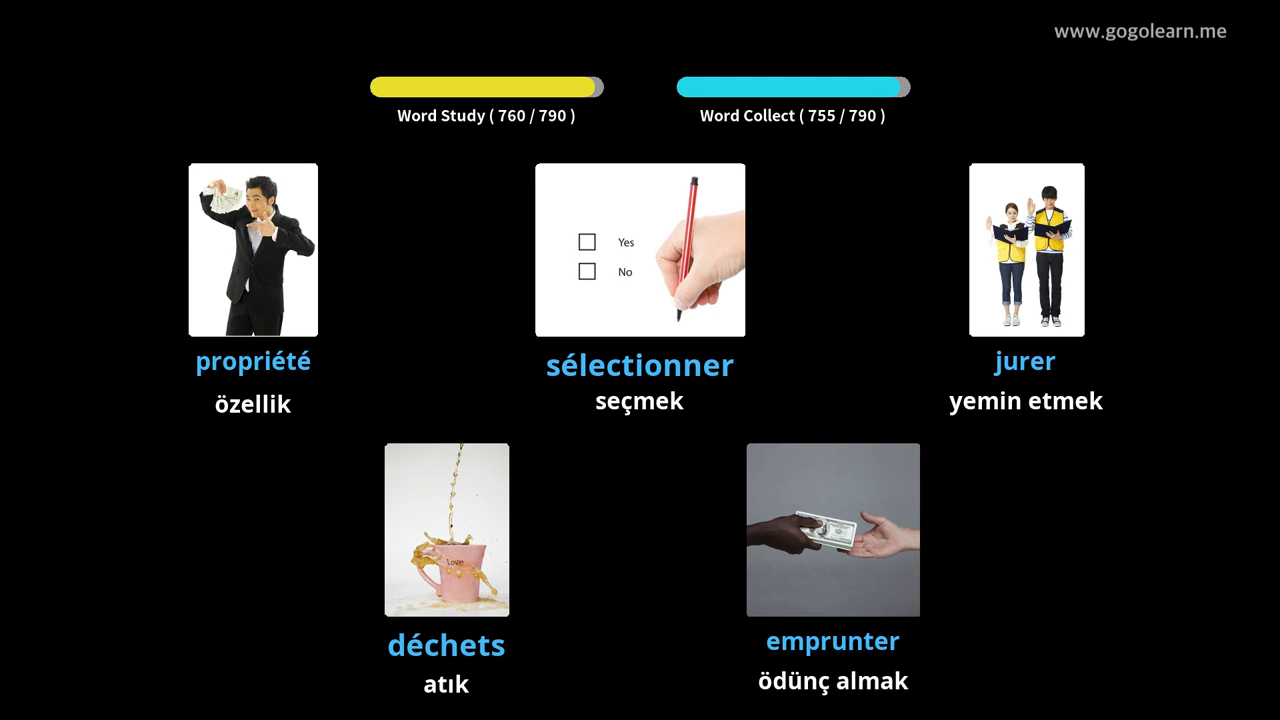 www.gogolearn.me
Word Study ( 760 / 790 )
Word Collect ( 755 / 790 )
Yes
No
propriété
özellik
sélectionner
seçmek
jurer
yemin etmek
love
déchets
atık
emprunter
ödünç almak